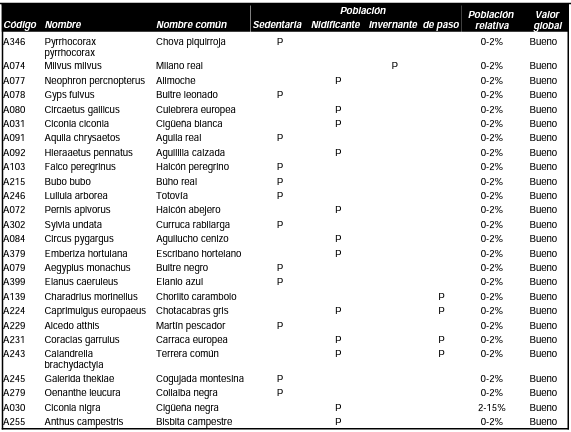 Población
Población Valor
Código Nombre Nombre común Sedentaria Nidificante Invernante de paso relativa global
A346 Pyrrhocorax Chova piquirroja P 0-2% Bueno
pyrrhocorax
A074 Milvus milvus Milano real P 0-2% Bueno
A077 Neophron percnopterus Alimoche P 0-2% Bueno
A078 Gyps fulvus Buitre leonado P 0-2% Bueno
A080 Circaetus gallicus Culebrera europea P 0-2% Bueno
A031 Ciconia ciconia Cigüeña blanca P 0-2% Bueno
A091 Aquila chrysaetos Aguila real P 0-2% Bueno
A092 Hieraaetus pennatus Aguililla calzada P 0-2% Bueno
A103 Falco peregrinus Halcón peregrino P 0-2% Bueno
A215 Bubo bubo Búho real P 0-2% Bueno
A246 Lullula arborea Totovía P 0-2% Bueno
A072 Pernis apivorus Halcón abejero P 0-2% Bueno
A302 Sylvia undata Curruca rabilarga P 0-2% Bueno
A084 Circus pygargus Aguilucho cenizo P 0-2% Bueno
A379 Emberiza hortulana Escribano hortelano P 0-2% Bueno
A079 Aegypius monachus Buitre negro P 0-2% Bueno
A399 Elanus caeruleus Elanio azul P 0-2% Bueno
A139 Charadrius morinellus Chorlito carambolo P 0-2% Bueno
A224 Caprimulgus europaeus Chotacabras gris P P 0-2% Bueno
A229 Alcedo atthis Martín pescador P 0-2% Bueno
A231 Coracias garrulus Carraca europea P P 0-2% Bueno
A243 Calandrella Terrera común P P 0-2% Bueno
brachydactyla
A245 Galerida theklae Cogujada montesina P 0-2% Bueno
A279 Oenanthe leucura Collalba negra P 0-2% Bueno
A030 Ciconia nigra Cigüeña negra P 2-15% Bueno
A255 Anthus campestris Bisbita campestre P 0-2% Bueno